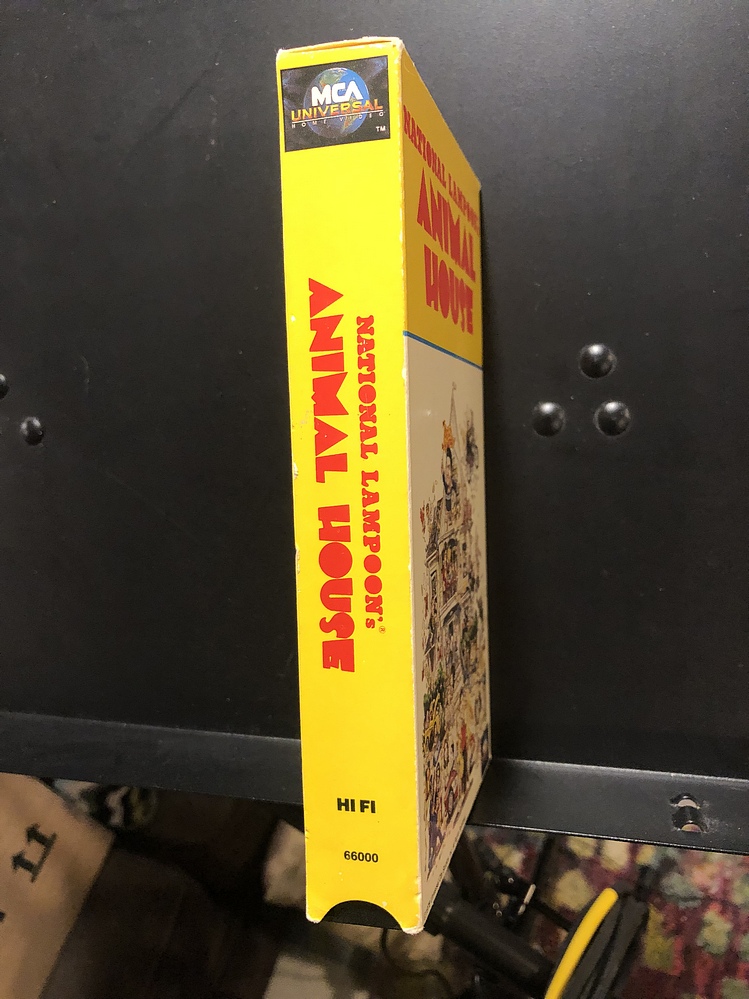 MCA
UNIVERSAL
HOME VIDEO
TM
NATIONAL LAMPOON's®
ANIMAL HOUSE
HI FI
66000
NATIONAL LAMPOON's
ANIMAL
HOUSE